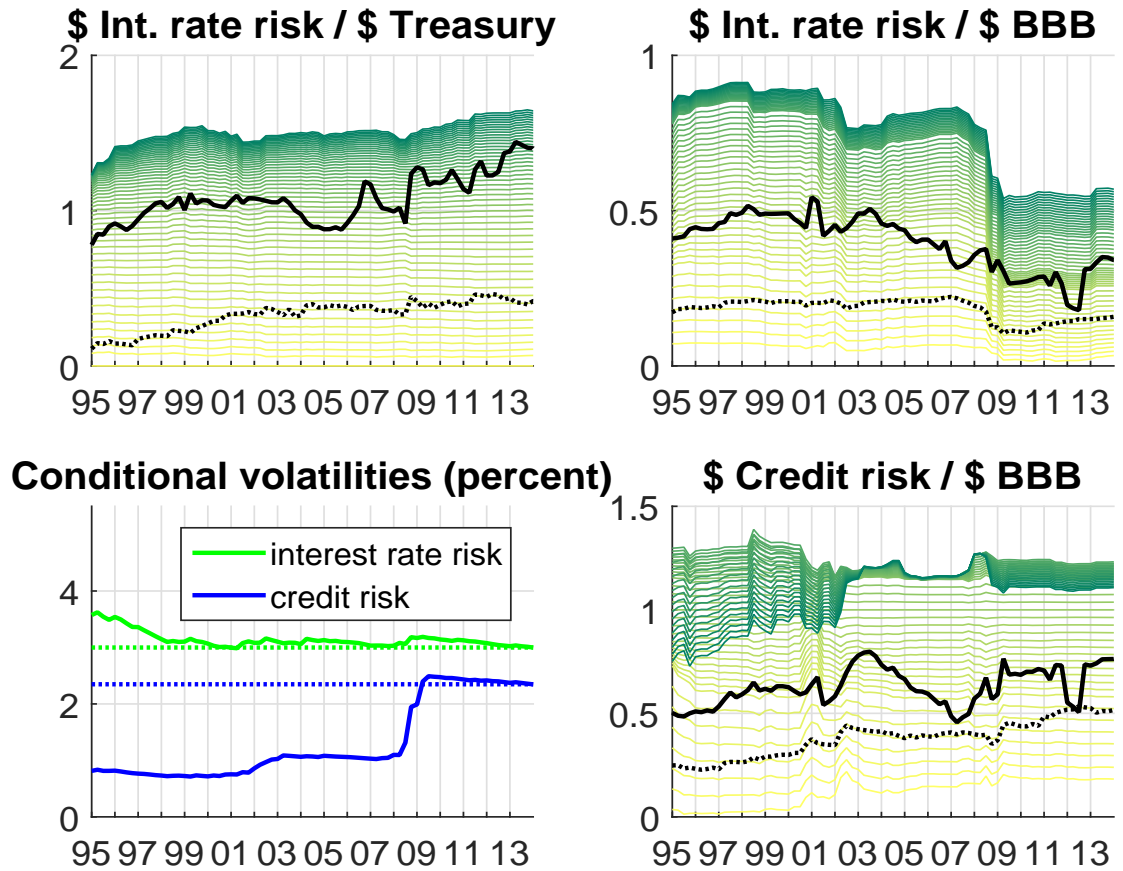 $ Int. rate risk / $ Treasury
2
1
0
95 97 99 01 03 05 07 09 11 13
$ Int. rate risk / $ BBB
1
0.5
0
95 97 99 01 03 05 07 09 11 13
Conditional volatilities (percent)
interest rate risk
credit risk
4
2
0
95 97 99 01 03 05 07 09 11 13
$ Credit risk / $ BBB
1.5
1
0.5
0
95 97 99 01 03 05 07 09 11 13